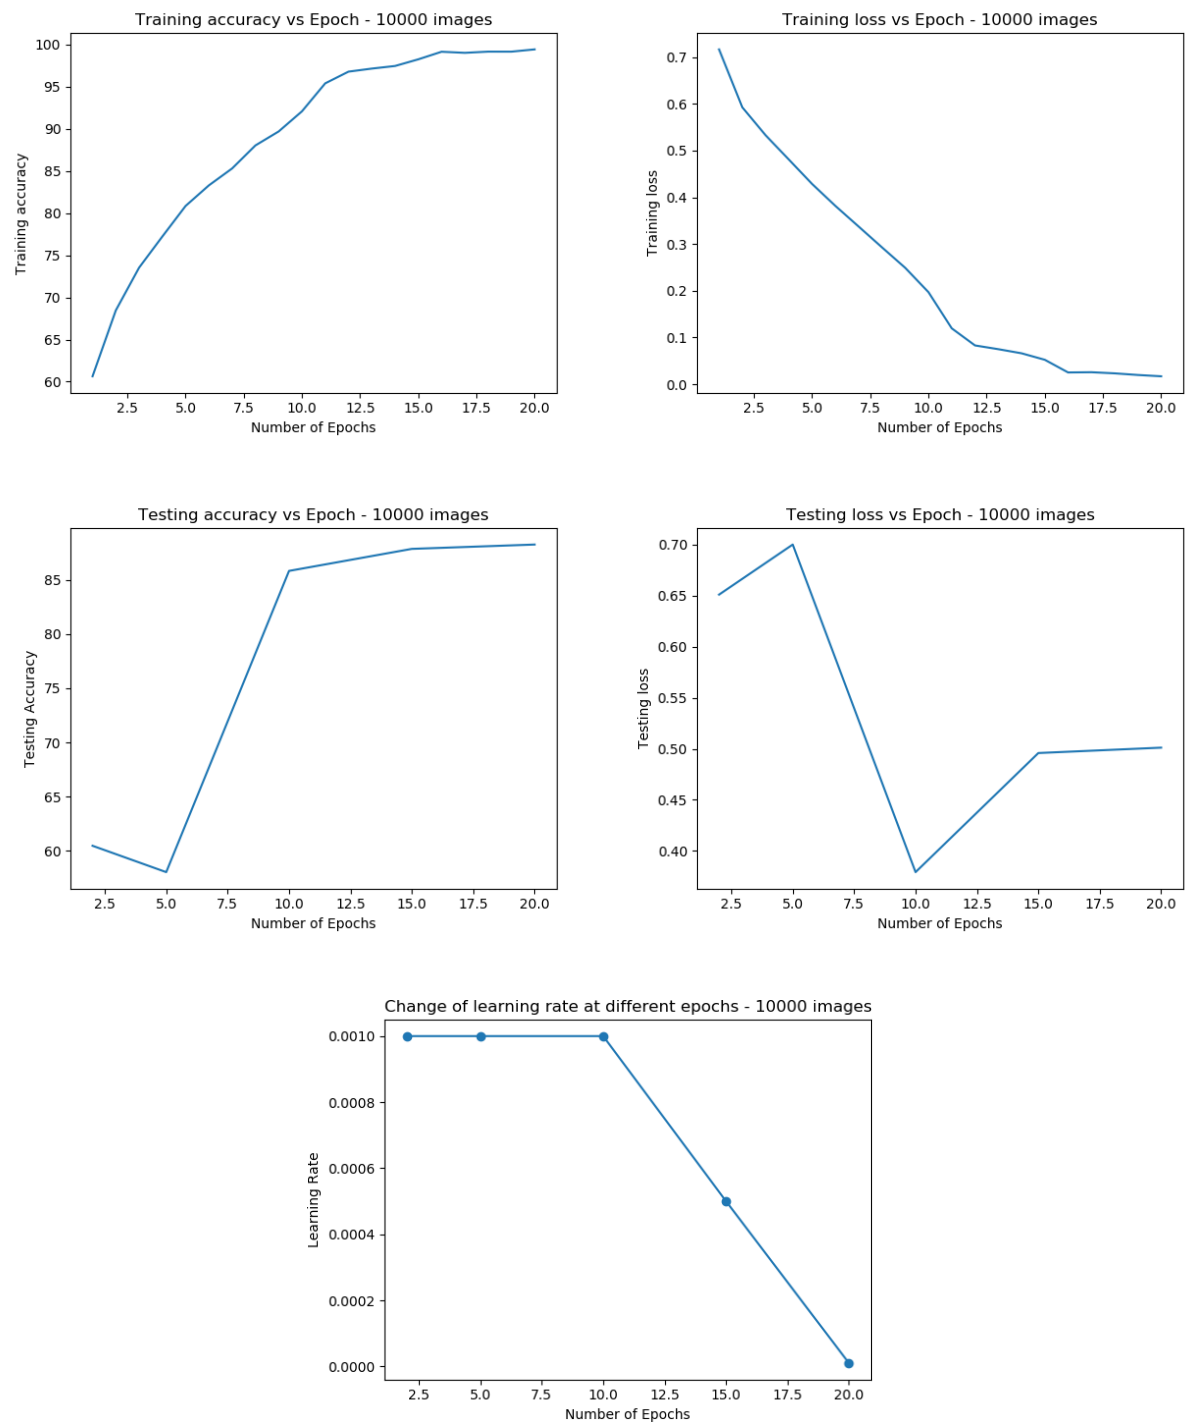 Training accuracy vs Epoch - 10000 images
100
95
90
85
80
75
70
65
60
Training accuracy
2.5 5.0 7.5 10.0 12.5 15.0 17.5 20.0
Number of Epochs
Training loss vs Epoch - 10000 images
0.7
0.6
0.5
0.4
0.3
0.2
0.1
0.0
Training loss
2.5 5.0 7.5 10.0 12.5 15.0 17.5 20.0
Number of Epochs
Testing accuracy vs Epoch - 10000 images
85
80
75
70
65
60
Testing Accuracy
2.5 5.0 7.5 10.0 12.5 15.0 17.5 20.0
Number of Epochs
Testing loss vs Epoch - 10000 images
0.70
0.65
0.60
0.55
0.50
0.45
0.40
Testing loss
2.5 5.0 7.5 10.0 12.5 15.0 17.5 20.0
Number of Epochs
Change of learning rate at different epochs - 10000 images
0.0010
0.0008
0.0006
0.0004
0.0002
0.0000
Learning Rate
2.5 5.0 7.5 10.0 12.5 15.0 17.5 20.0
Number of Epochs